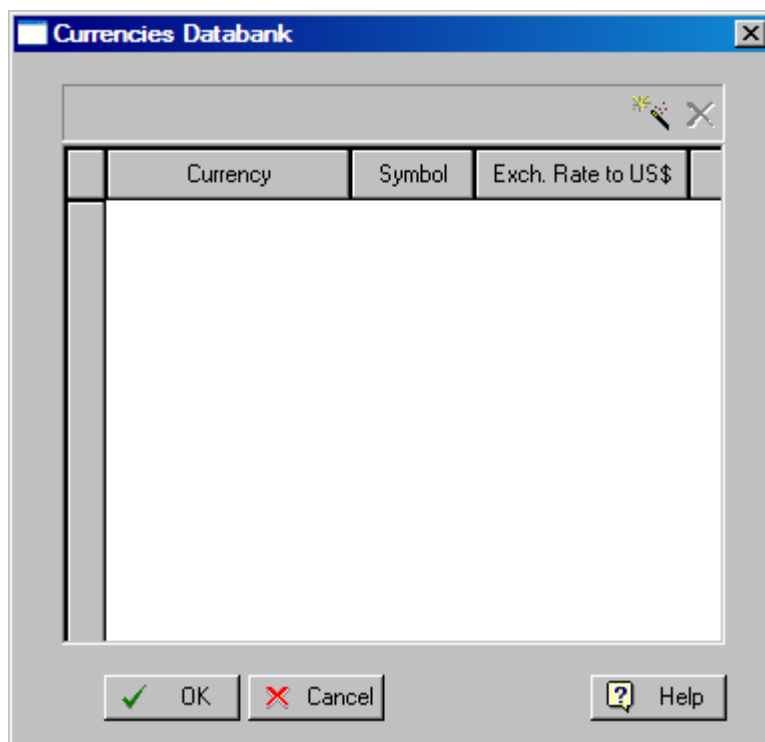 Currencies Databank
Currency Symbol Exch. Rate to US$
OK Cancel Help